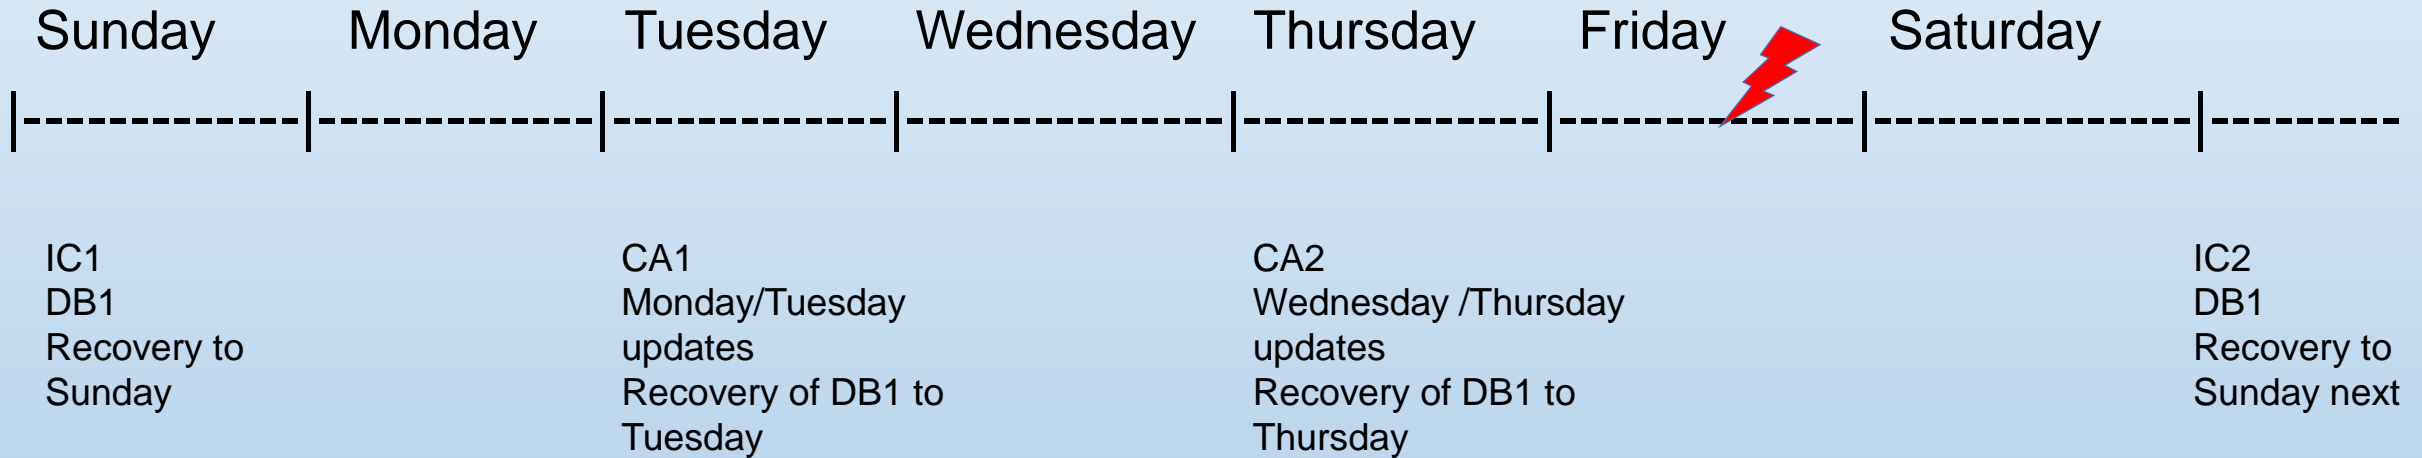 Sunday Monday Tuesday Wednesday Thursday Friday Saturday
IC1
DB1
Recovery to
Sunday
CA1
Monday/Tuesday
updates
Recovery of DB1 to
Tuesday
CA2
Wednesday /Thursday
updates
Recovery of DB1 to
Thursday
IC2
DB1
Recovery to
Sunday next